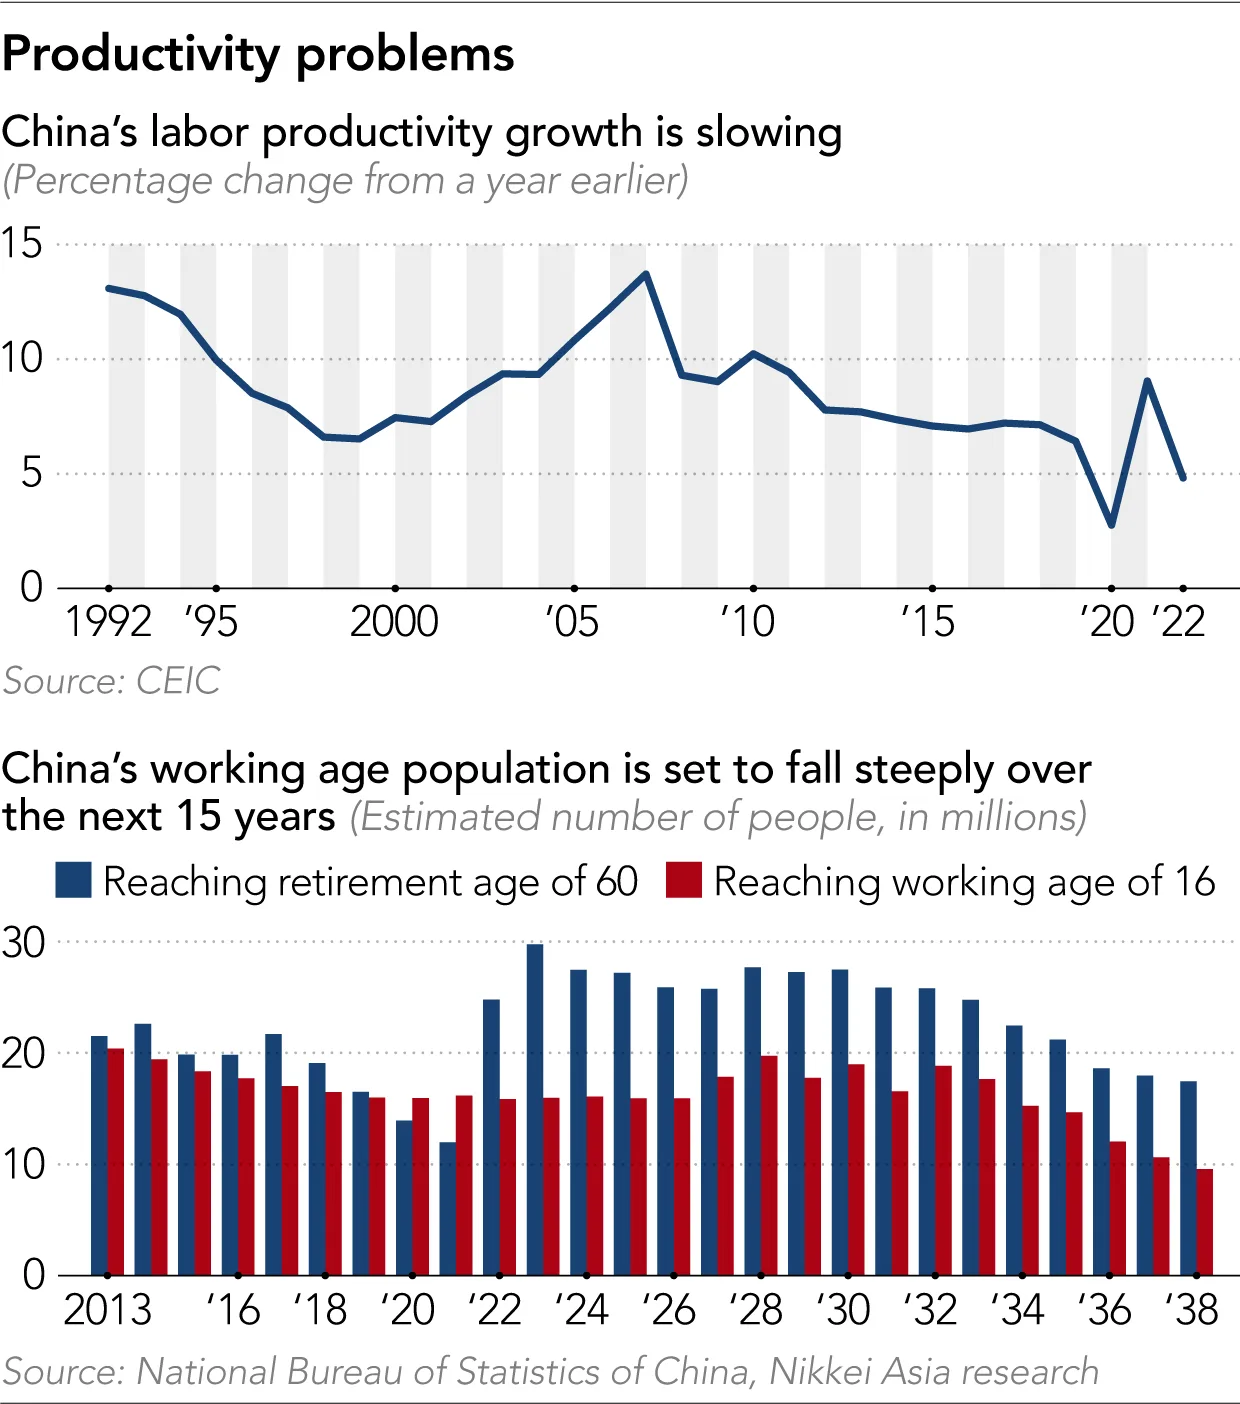 Productivity problems
China’s labor productivity growth is slowing
(Percentage change from a year earlier)
15
10
5
0
1992 ’95 2000 ’05 ’10 ’15 ’20 ’22
Source: CEIC
China’s working age population is set to fall steeply over
the next 15 years (Estimated number of people, in millions)
Reaching retirement age of 60 Reaching working age of 16
30
20
10
0
2013 ‘16 ‘18 ‘20 ‘22 ‘24 ‘26 ‘28 ‘30 ‘32 ‘34 ‘36 ‘38
Source: National Bureau of Statistics of China, Nikkei Asia research